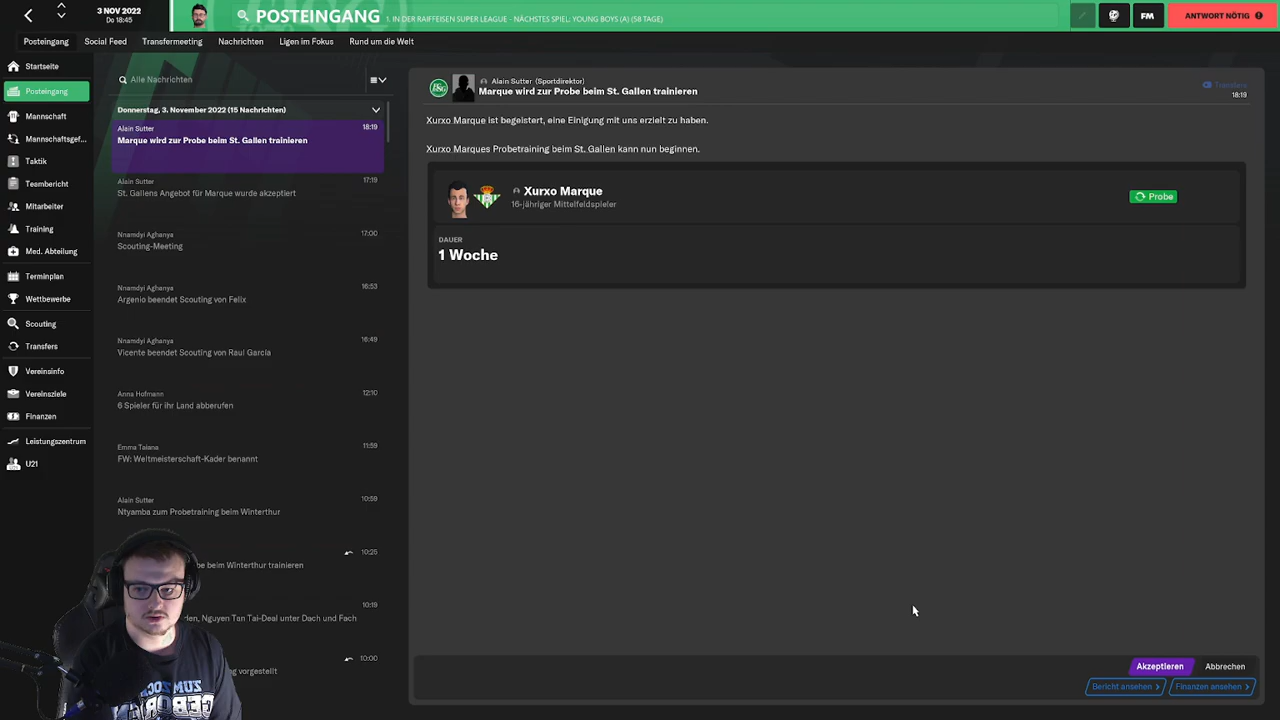 3 NOV 2022
Do 18:45
POSTEINGANG
1. IN DER RAIFFEISEN SUPER LEAGUE - NÄCHSTES SPIEL: YOUNG BOYS (A) (58 TAGE)
FM
ANTWORT NÖTIG
Posteingang
Social Feed
Transfermeeting
Nachrichten
Ligen im Fokus
Rund um die Welt
Startseite
Posteingang
Mannschaft
Mannschaftsgef...
Taktik
Teambericht
Mitarbeiter
Training
Med. Abteilung
Terminplan
Wettbewerbe
Scouting
Transfers
Vereinsinfo
Vereinsziele
Finanzen
Leistungszentrum
U21
Alle Nachrichten
Donnerstag, 3. November 2022 (15 Nachrichten)
Alain Sutter
18:19
Marque wird zur Probe beim St. Gallen trainieren
Alain Sutter
17:19
St. Gallens Angebot für Marque wurde akzeptiert
Nnamdyi Aghanya
17:00
Scouting-Meeting
Nnamdyi Aghanya
16:53
Argenio beendet Scouting von Felix
Nnamdyi Aghanya
16:49
Vicente beendet Scouting von Raul Garcia
Anna Hofmann
12:10
6 Spieler für ihr Land abberufen
Emma Taiana
11:59
FW: Weltmeisterschaft-Kader benannt
Alain Sutter
10:59
Ntyamba zum Probetraining beim Winterthur
10:25
be beim Winterthur trainieren
10:19
den, Nguyen Tan Tai-Deal unter Dach und Fach
10:00
g vorgestellt
Alain Sutter (Sportdirektor)
Marque wird zur Probe beim St. Gallen trainieren
Transfers
18:19
Xurxo Marque ist begeistert, eine Einigung mit uns erzielt zu haben.
Xurxo Marques Probetraining beim St. Gallen kann nun beginnen.
Xurxo Marque
16-jähriger Mittelfeldspieler
Probe
DAUER
1 Woche
Akzeptieren
Abbrechen
Bericht ansehen >
Finanzen ansehen >